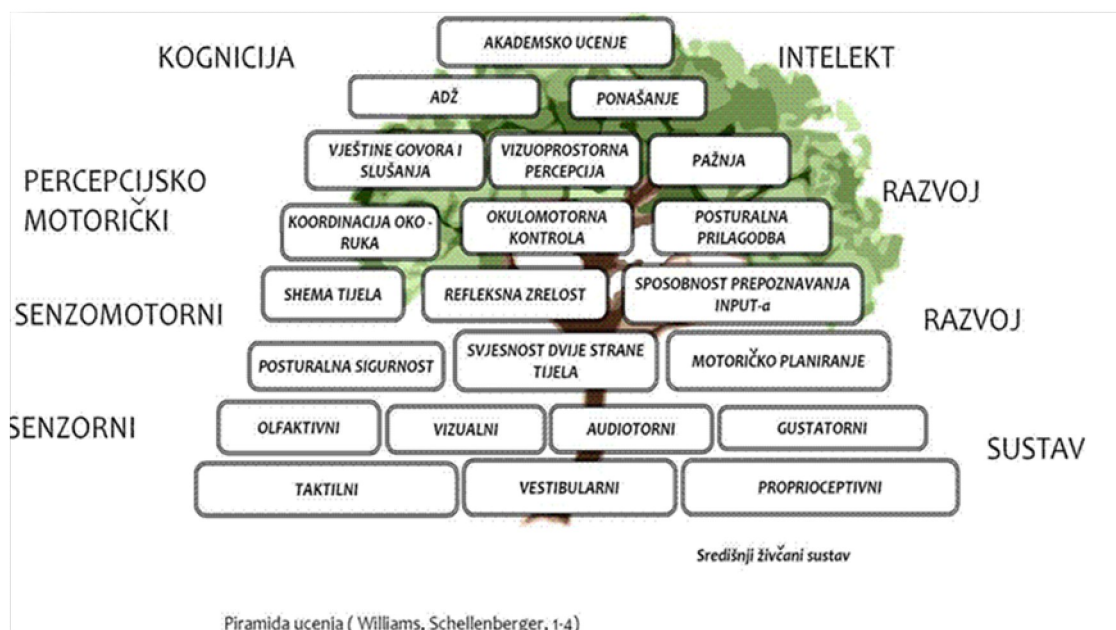 AKADEMSKO UCENJE
KOGNICIJA
INTELEKT
ADŽ
PONAŠANJE
VJEŠTINE GOVORA I
SLUŠANJA
VIZUOPROSTORNA
PERCEPCIJA
PAŽNJA
PERCEPCIJSKO
MOTORIČKI
RAZVOJ
KOORDINACIJA OKO -
RUKA
OKULOMOTORNA
KONTROLA
POSTURALNA
PRILAGODBA
SENZOMOTORNI
SHEMA TIJELA
REFLEKSNA ZRELOST
SPOSOBNOST PREPOZNAVANJA
INPUT-a
RAZVOJ
POSTURALNA SIGURNOST
SVJESNOST DVIJE STRANE
TIJELA
MOTORIČKO PLANIRANJE
SENZORNI
OLFAKTIVNI
VIZUALNI
AUDIOTORNI
GUSTATORNI
SUSTAV
TAKTILNI
VESTIBULARNI
PROPRIOCEPTIVNI
Središnji živčani sustav
Piramida ucenja ( Williams, Schellenberger, 1-4)